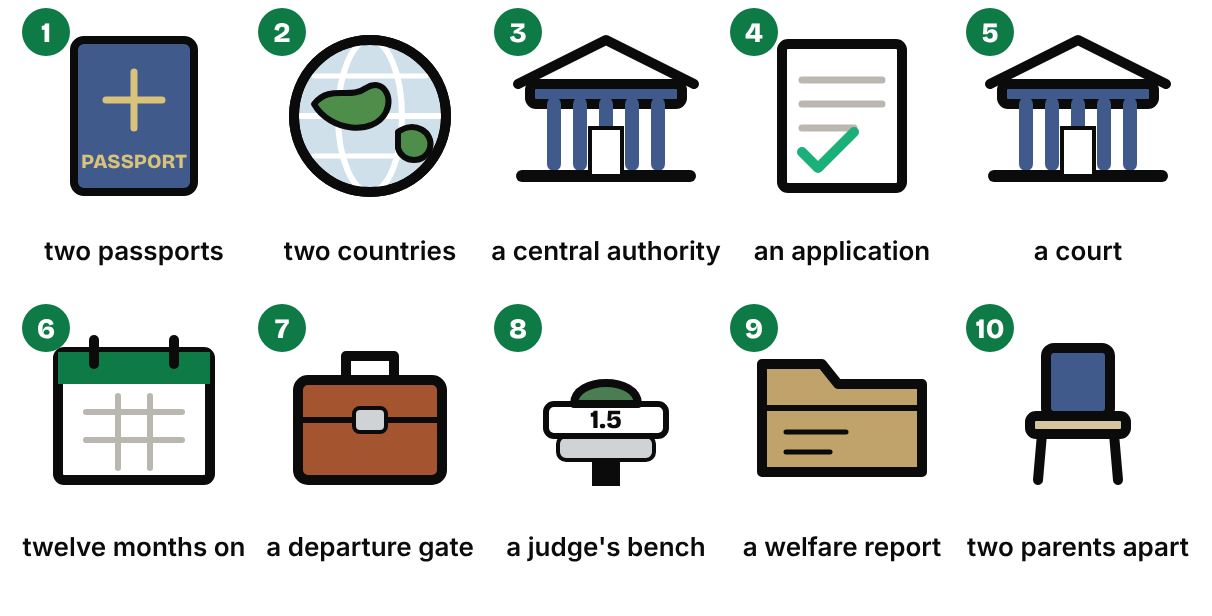 1
PASSPORT
two passports
2
two countries
3
a central authority
4
an application
5
a court
6
twelve months on
7
a departure gate
8
1.5
a judge's bench
9
a welfare report
10
two parents apart